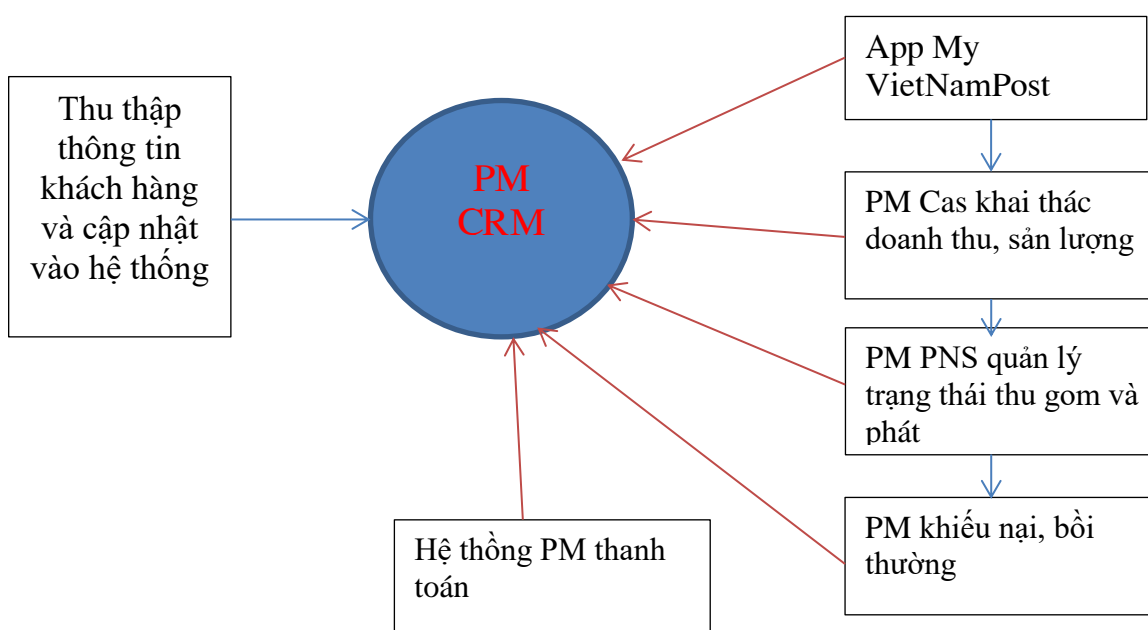 Thu thập
thông tin
khách hàng
và cập nhật
vào hệ thống
PM
CRM
App My
VietNamPost
PM Cas khai thác
doanh thu, sản lượng
PM PNS quản lý
trạng thái thu gom và
phát
PM khiếu nại, bồi
thường
Hệ thồng PM thanh
toán